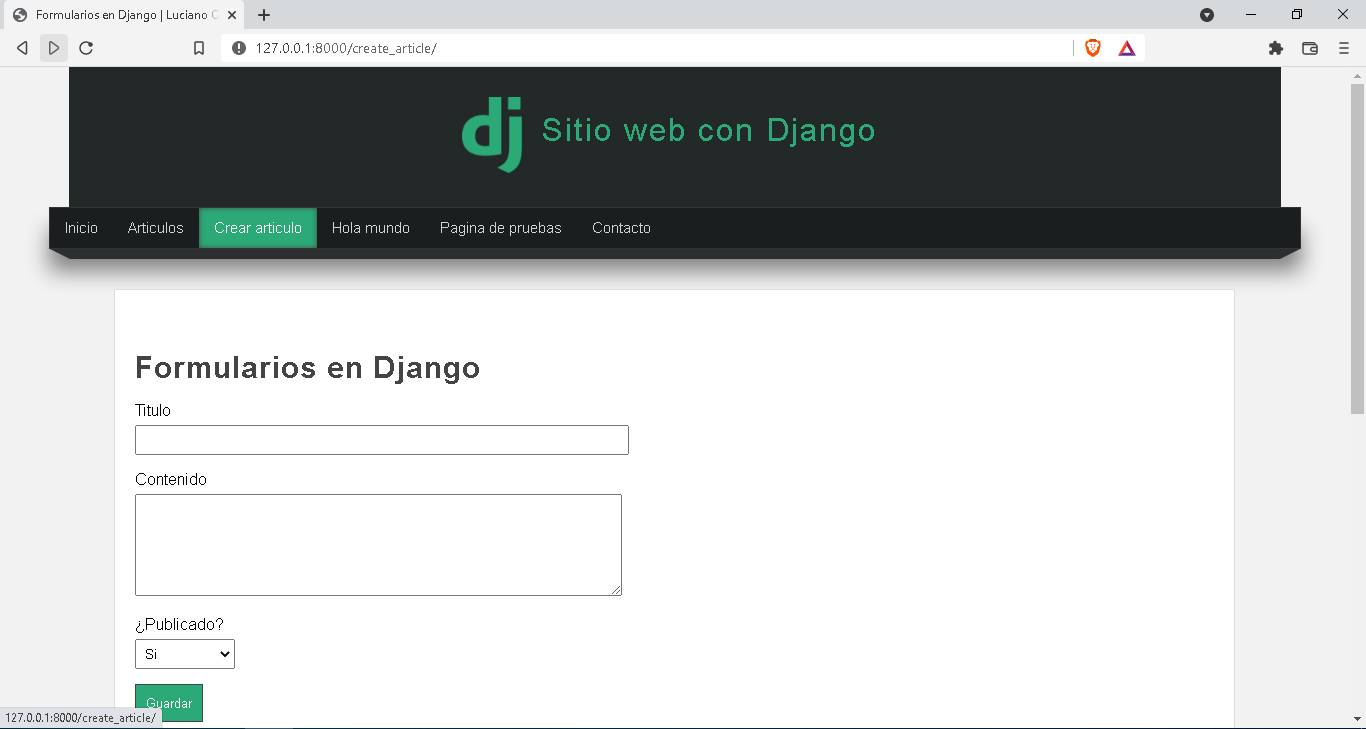 Formularios en Django | Luciano
127.0.0.1:8000/create_article/
dj Sitio web con Django
Inicio Articulos Crear articulo Hola mundo Pagina de pruebas Contacto
Formularios en Django
Titulo
Contenido
¿Publicado?
Si
Guardar
127.0.0.1:8000/create_article/